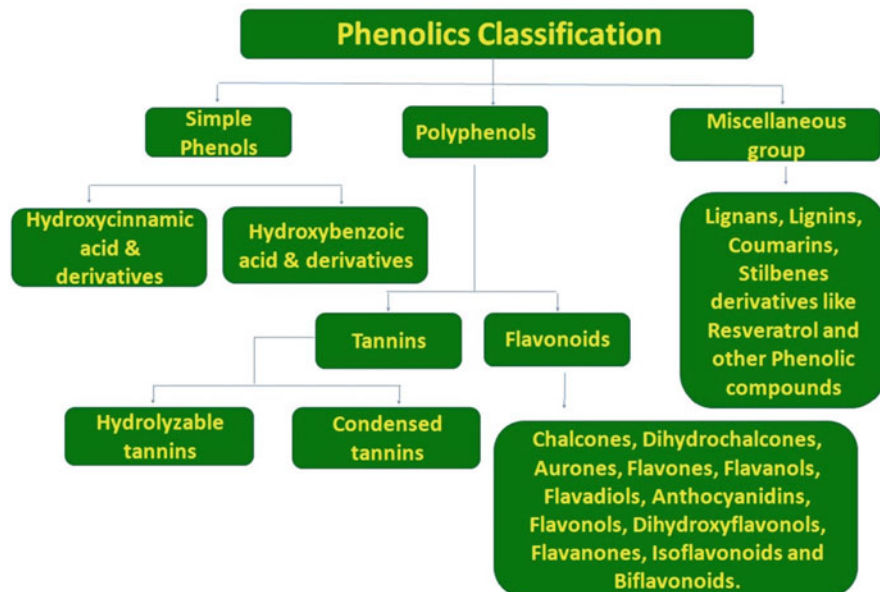 Phenolics Classification
Simple
Phenols
Polyphenols
Miscellaneous
group
Hydroxycinnamic
acid &
derivatives
Hydroxybenzoic
acid & derivatives
Lignans, Lignins,
Coumarins,
Stilbenes
derivatives like
Resveratrol and
other Phenolic
compounds
Tannins
Flavonoids
Hydrolyzable
tannins
Condensed
tannins
Chalcones, Dihydrochalcones,
Aurones, Flavones, Flavanols,
Flavadiols, Anthocyanidins,
Flavonols, Dihydroxyflavonols,
Flavanones, Isoflavonoids and
Biflavonoids.